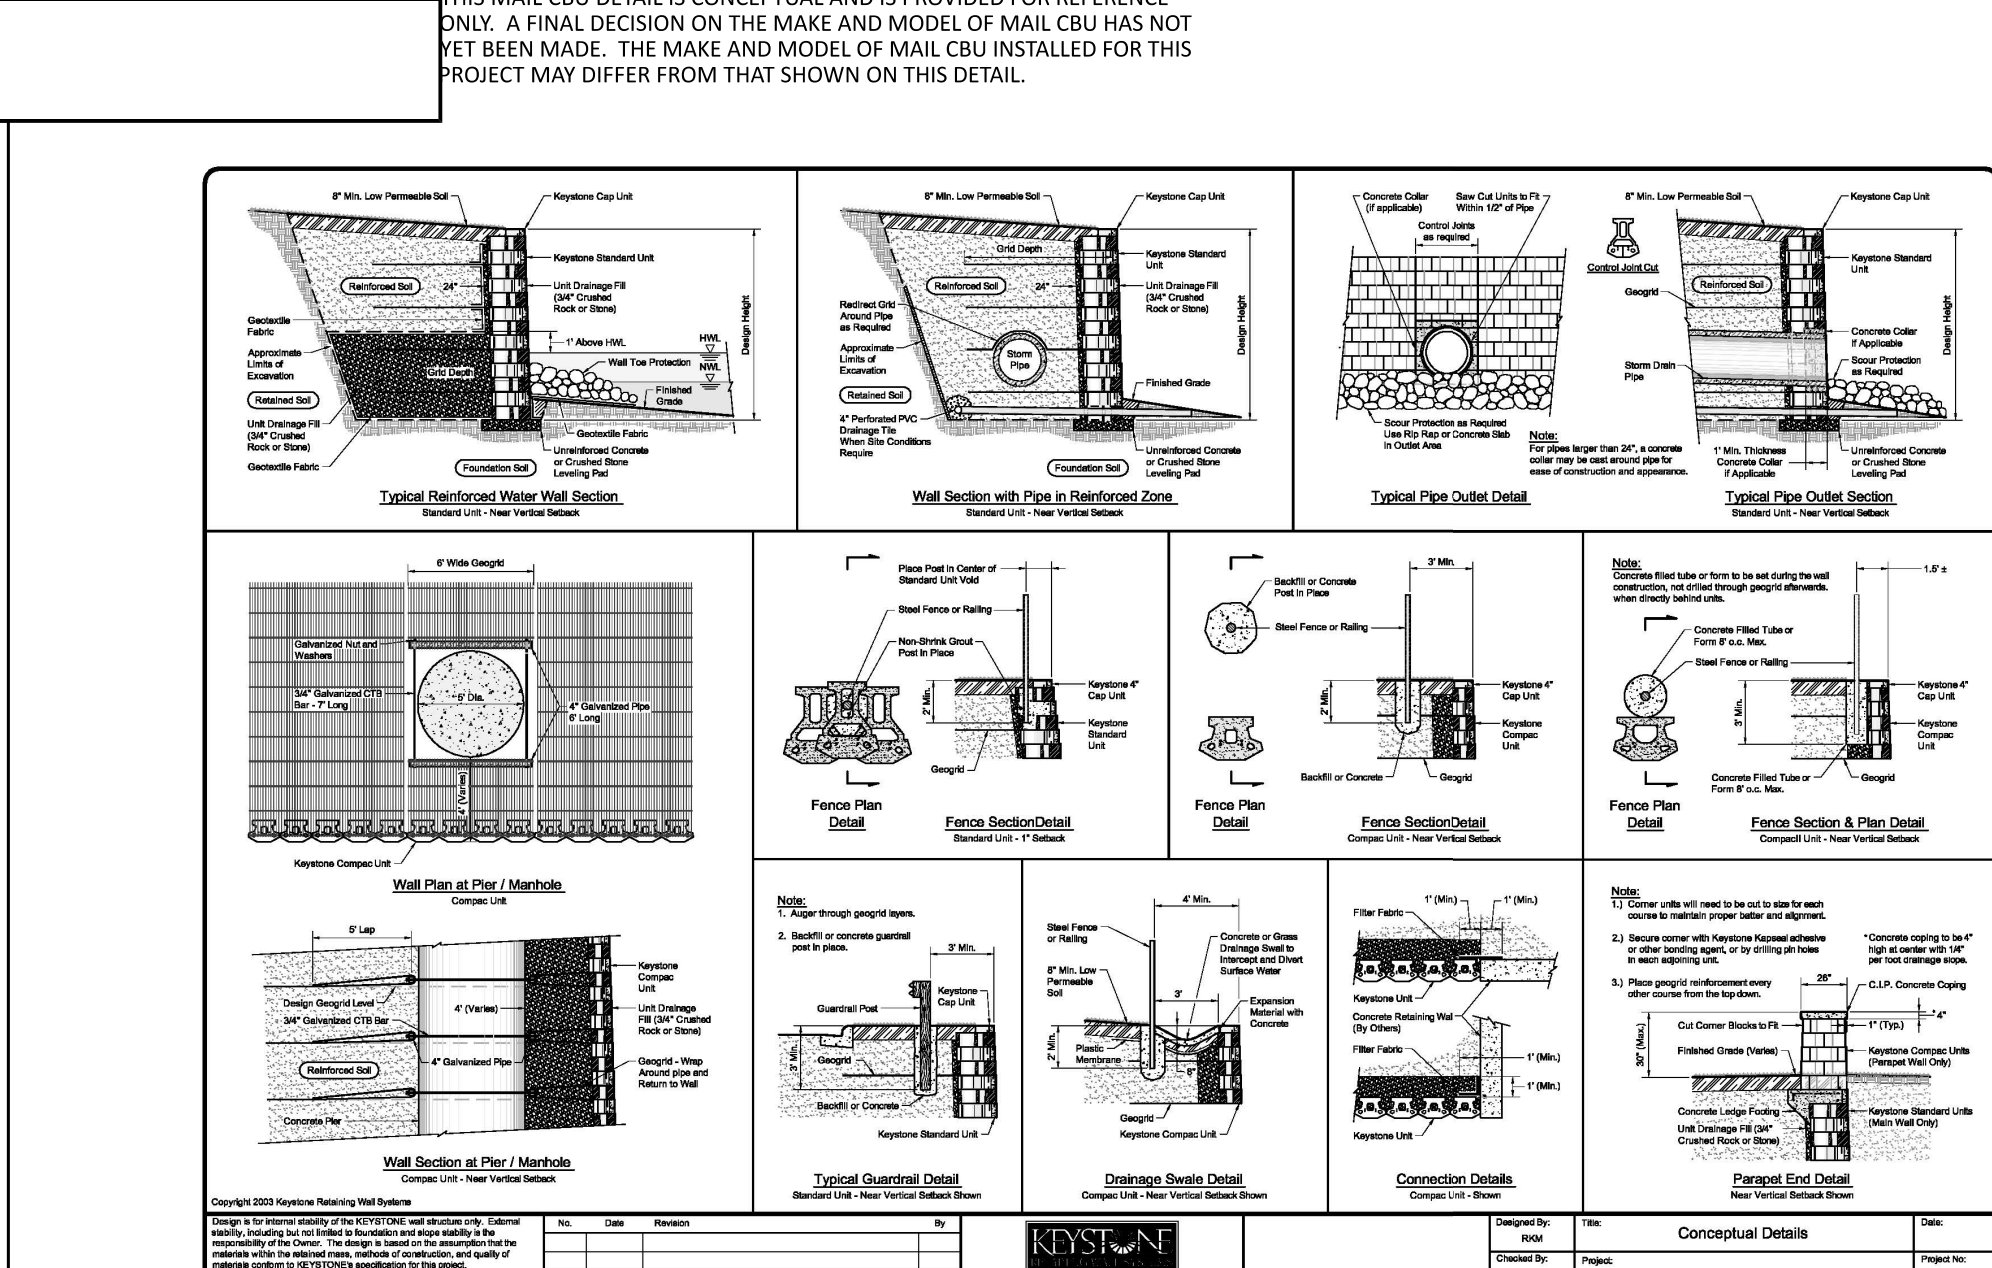 THIS MAIL CBU DETAIL IS CONCEPTUAL AND IS PROVIDED FOR REFERENCE
ONLY.  A FINAL DECISION ON THE MAKE AND MODEL OF MAIL CBU HAS NOT
YET BEEN MADE.  THE MAKE AND MODEL OF MAIL CBU INSTALLED FOR THIS
PROJECT MAY DIFFER FROM THAT SHOWN ON THIS DETAIL.
8" Min. Low Permeable Soil
Keystone Cap Unit
Keystone Standard Unit
Reinforced Soil
24"
Unit Drainage Fill
(3/4" Crushed
Rock or Stone)
Geotextile
Fabric
1' Above HWL
HWL
NWL
Design Height
Approximate
Limits of
Excavation
Wall Toe Protection
Grid Depth
Finished
Grade
Retained Soil
Unit Drainage Fill
(3/4" Crushed
Rock or Stone)
Geotextile Fabric
Geotextile Fabric
Unreinforced Concrete
or Crushed Stone
Leveling Pad
Foundation Soil
Typical Reinforced Water Wall Section
Standard Unit - Near Vertical Setback
8" Min. Low Permeable Soil
Keystone Cap Unit
Grid Depth
Keystone Standard
Unit
Reinforced Soil
24"
Unit Drainage Fill
(3/4" Crushed
Rock or Stone)
Redirect Grid
Around Pipe
as Required
Design Height
Approximate
Limits of
Excavation
Storm
Pipe
Finished Grade
Retained Soil
4" Perforated PVC
Drainage Tile
When Site Conditions
Require
Unreinforced Concrete
or Crushed Stone
Leveling Pad
Foundation Soil
Wall Section with Pipe in Reinforced Zone
Standard Unit - Near Vertical Setback
Concrete Collar
(if applicable)
Saw Cut Units to Fit
Within 1/2" of Pipe
Control Joints
as required
Control Joint Cut
Scour Protection as Required
Use Rip Rap or Concrete Slab
in Outlet Area
Note:
For pipes larger than 24", a concrete
collar may be cast around pipe for
ease of construction and appearance.
Typical Pipe Outlet Detail
8" Min. Low Permeable Soil
Keystone Cap Unit
Keystone Standard
Unit
Geogrid
Reinforced Soil
Design Height
Concrete Collar
if Applicable
Storm Drain
Pipe
Scour Protection
as Required
1' Min. Thickness
Concrete Collar
if Applicable
Unreinforced Concrete
or Crushed Stone
Leveling Pad
Typical Pipe Outlet Section
Standard Unit - Near Vertical Setback
6' Wide Geogrid
Galvanized Nut and
Washers
3/4" Galvanized CTB
Bar - 7' Long
5' Dia.
4" Galvanized Pipe
6' Long
4' (Varies)
Keystone Compac Unit
Wall Plan at Pier / Manhole
Compac Unit
5' Lap
Design Geogrid Level
3/4" Galvanized CTB Bar
4' (Varies)
4" Galvanized Pipe
Reinforced Soil
Concrete Pier
Keystone
Compac
Unit
Unit Drainage
Fill (3/4" Crushed
Rock or Stone)
Geogrid - Wrap
Around pipe and
Return to Wall
Wall Section at Pier / Manhole
Compac Unit - Near Vertical Setback
Place Post in Center of
Standard Unit Void
Steel Fence or Railing
Non-Shrink Grout
Post in Place
2' Min.
Keystone 4"
Cap Unit
Keystone
Standard
Unit
Geogrid
Fence Plan
Detail
Fence SectionDetail
Standard Unit - 1" Setback
3' Min.
Backfill or Concrete
Post in Place
Steel Fence or Railing
2' Min.
Keystone 4"
Cap Unit
Keystone
Compac
Unit
Backfill or Concrete
Geogrid
Fence Plan
Detail
Fence SectionDetail
Compac Unit - Near Vertical Setback
Note:
Concrete filled tube or form to be set during the wall
construction, not drilled through geogrid afterwards.
when directly behind units.
1.5' ±
Concrete Filled Tube or
Form 8' o.c. Max.
Steel Fence or Railing
3' Min.
Keystone 4"
Cap Unit
Keystone
Compac
Unit
Concrete Filled Tube or
Form 8' o.c. Max.
Geogrid
Fence Plan
Detail
Fence Section & Plan Detail
CompacII Unit - Near Vertical Setback
Note:
1. Auger through geogrid layers.
2. Backfill or concrete guardrail
post in place.
3' Min.
Guardrail Post
Keystone
Cap Unit
3' Min.
Geogrid
Backfill or Concrete
Keystone Standard Unit
Typical Guardrail Detail
Standard Unit - Near Vertical Setback Shown
4' Min.
Steel Fence
or Railing
Concrete or Grass
Drainage Swale to
Intercept and Divert
Surface Water
8" Min. Low
Permeable
Soil
3'
Expansion
Material with
Concrete
2' Min.
Plastic
Membrane
8"
Geogrid
Keystone Compac Unit
Drainage Swale Detail
Compac Unit - Near Vertical Setback Shown
1' (Min.)
1' (Min.)
Filter Fabric
Keystone Unit
Concrete Retaining Wal
(By Others)
Filter Fabric
1' (Min.)
1' (Min.)
Keystone Unit
Connection Details
Compac Unit - Shown
Note:
1.) Corner units will need to be cut to size for each
course to maintain proper batter and alignment.
2.) Secure corner with Keystone Kapseal adhesive
or other bonding agent, or by drilling pin holes
in each adjoining unit.
3.) Place geogrid reinforcement every
other course from the top down.
* Concrete coping to be 4"
high at center with 1/4"
per foot drainage slope.
26"
C.I.P. Concrete Coping
* 4"
Cut Corner Blocks to Fit
1" (Typ.)
30" (Max.)
Finished Grade (Varies)
Keystone Compac Units
(Parapet Wall Only)
Concrete Ledge Footing
Keystone Standard Units
(Main Wall Only)
Unit Drainage Fill (3/4"
Crushed Rock or Stone)
Parapet End Detail
Near Vertical Setback Shown
Copyright 2003 Keystone Retaining Wall Systems
Design is for internal stability of the KEYSTONE wall structure only.  External
stability, including but not limited to foundation and slope stability is the
responsibility of the Owner.  The design is based on the assumption that the
materials within the retained mass, methods of construction, and quality of
materials conform to KEYSTONE's specification for this project.
No.
Date
Revision
By
KEYSTONE
Designed By:
RKM
Checked By:
Title:
Conceptual Details
Project:
Date:
Project No: